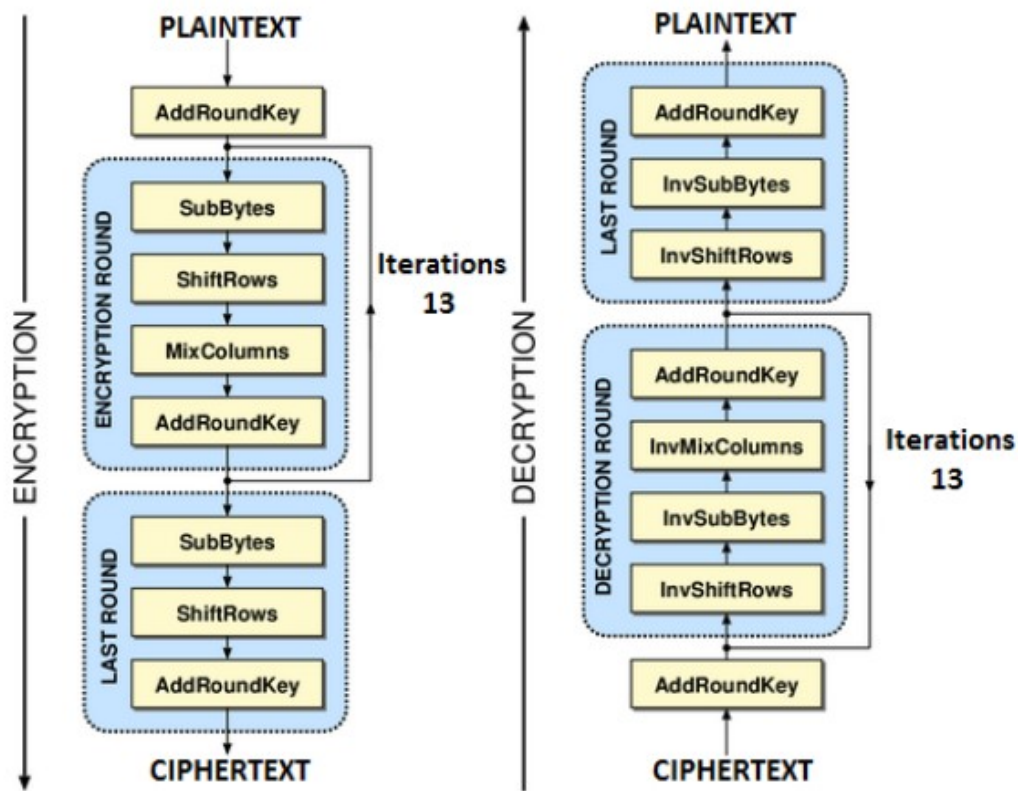 PLAINTEXT
AddRoundKey
SubBytes
ShiftRows
MixColumns
AddRoundKey
ENCRYPTION ROUND
Iterations
13
SubBytes
ShiftRows
AddRoundKey
LAST ROUND
CIPHERTEXT
ENCRYPTION
PLAINTEXT
AddRoundKey
InvSubBytes
InvShiftRows
LAST ROUND
AddRoundKey
InvMixColumns
InvSubBytes
InvShiftRows
DECRYPTION ROUND
Iterations
13
AddRoundKey
CIPHERTEXT
DECRYPTION